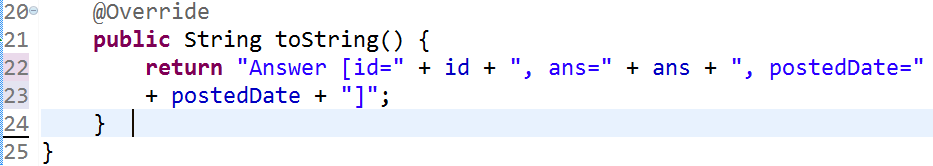 20 @Override
21 public String toString() {
22 return "Answer [id=" + id + ", ans=" + ans + ", postedDate="
23 + postedDate + "]";
24 }
25 }